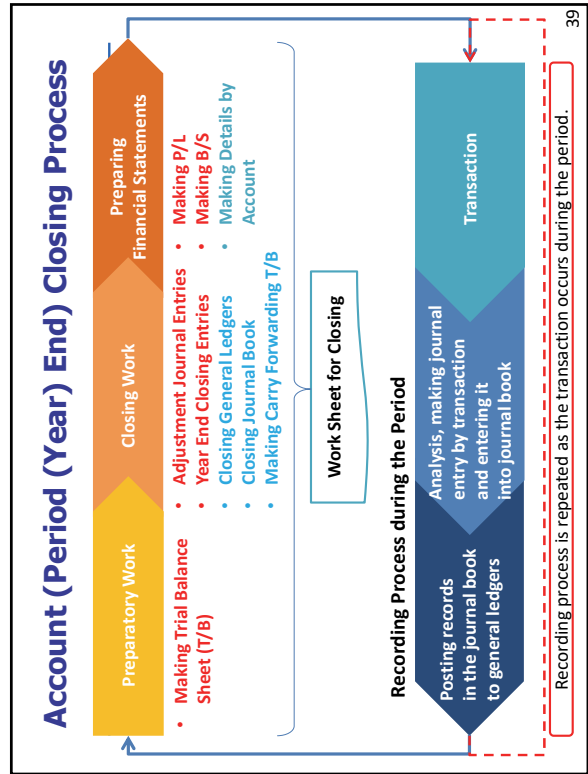 Account (Period (Year) End) Closing Process
Preparatory Work
Closing Work
Preparing
Financial Statements
• Making Trial Balance
Sheet (T/B)
• Adjustment Journal Entries
• Year End Closing Entries
• Closing General Ledgers
• Closing Journal Book
• Making Carry Forwarding T/B
• Making P/L
• Making B/S
• Making Details by
Account
Work Sheet for Closing
Recording Process during the Period
Posting records
in the journal book
to general ledgers
Analysis, making journal
entry by transaction
and entering it
into journal book
Transaction
Recording process is repeated as the transaction occurs during the period.
39